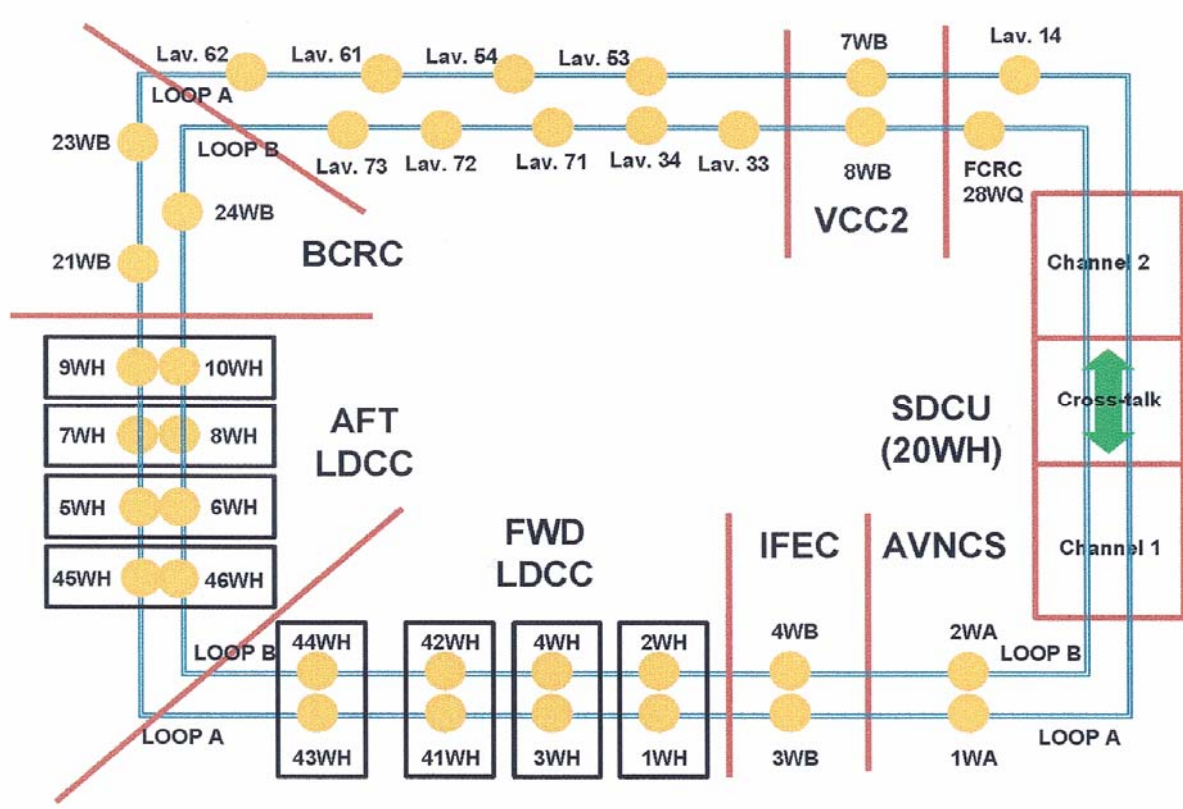 Lav. 62
Lav. 61
Lav. 54
Lav. 53
7WB
Lav. 14
LOOP A
23WB
LOOP B
Lav. 73
Lav. 72
Lav. 71
Lav. 34
Lav. 33
8WB
FCRC
28WQ
24WB
VCC2
BCRC
21WB
Channel 2
9WH
10WH
Cross-talk
7WH
8WH
AFT
LDCC
SDCU
(20WH)
5WH
6WH
FWD
LDCC
IFEC
AVNCS
Channel 1
45WH
46WH
LOOP B
44WH
42WH
4WH
2WH
4WB
2WA
LOOP B
LOOP A
43WH
41WH
3WH
1WH
3WB
1WA
LOOP A